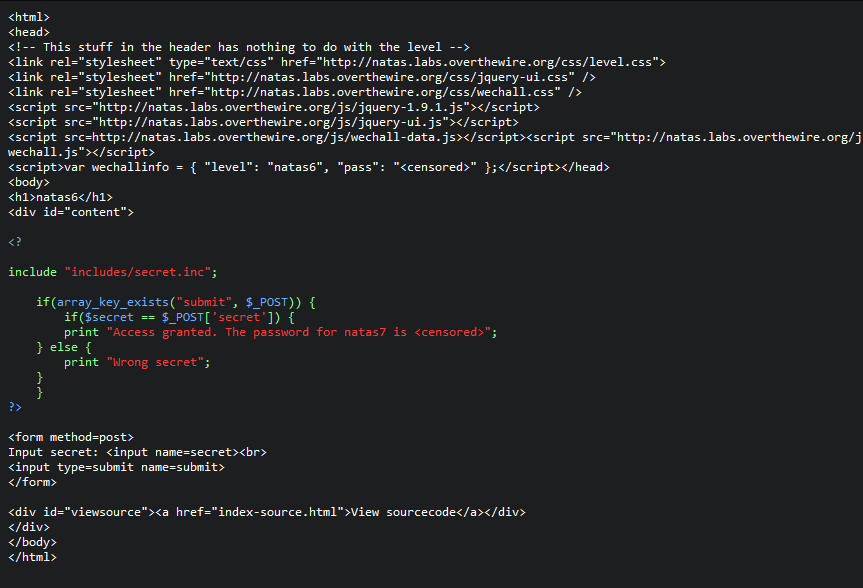 <html>
<head>
<!-- This stuff in the header has nothing to do with the level -->
<link rel="stylesheet" type="text/css" href="http://natas.labs.overthewire.org/css/level.css">
<link rel="stylesheet" href="http://natas.labs.overthewire.org/css/jquery-ui.css" />
<link rel="stylesheet" href="http://natas.labs.overthewire.org/css/wechall.css" />
<script src="http://natas.labs.overthewire.org/js/jquery-1.9.1.js"></script>
<script src="http://natas.labs.overthewire.org/js/jquery-ui.js"></script>
<script src=http://natas.labs.overthewire.org/js/wechall-data.js></script><script src="http://natas.labs.overthewire.org/j
wechall.js"></script>
<script>var wechallinfo = { "level": "natas6", "pass": "<censored>" };</script></head>
<body>
<h1>natas6</h1>
<div id="content">

<?

include "includes/secret.inc";

    if(array_key_exists("submit", $_POST)) {
        if($secret == $_POST['secret']) {
        print "Access granted. The password for natas7 is <censored>";
    } else {
        print "Wrong secret";
    }
    }
?>

<form method=post>
Input secret: <input name=secret><br>
<input type=submit name=submit>
</form>

<div id="viewsource"><a href="index-source.html">View sourcecode</a></div>
</div>
</body>
</html>